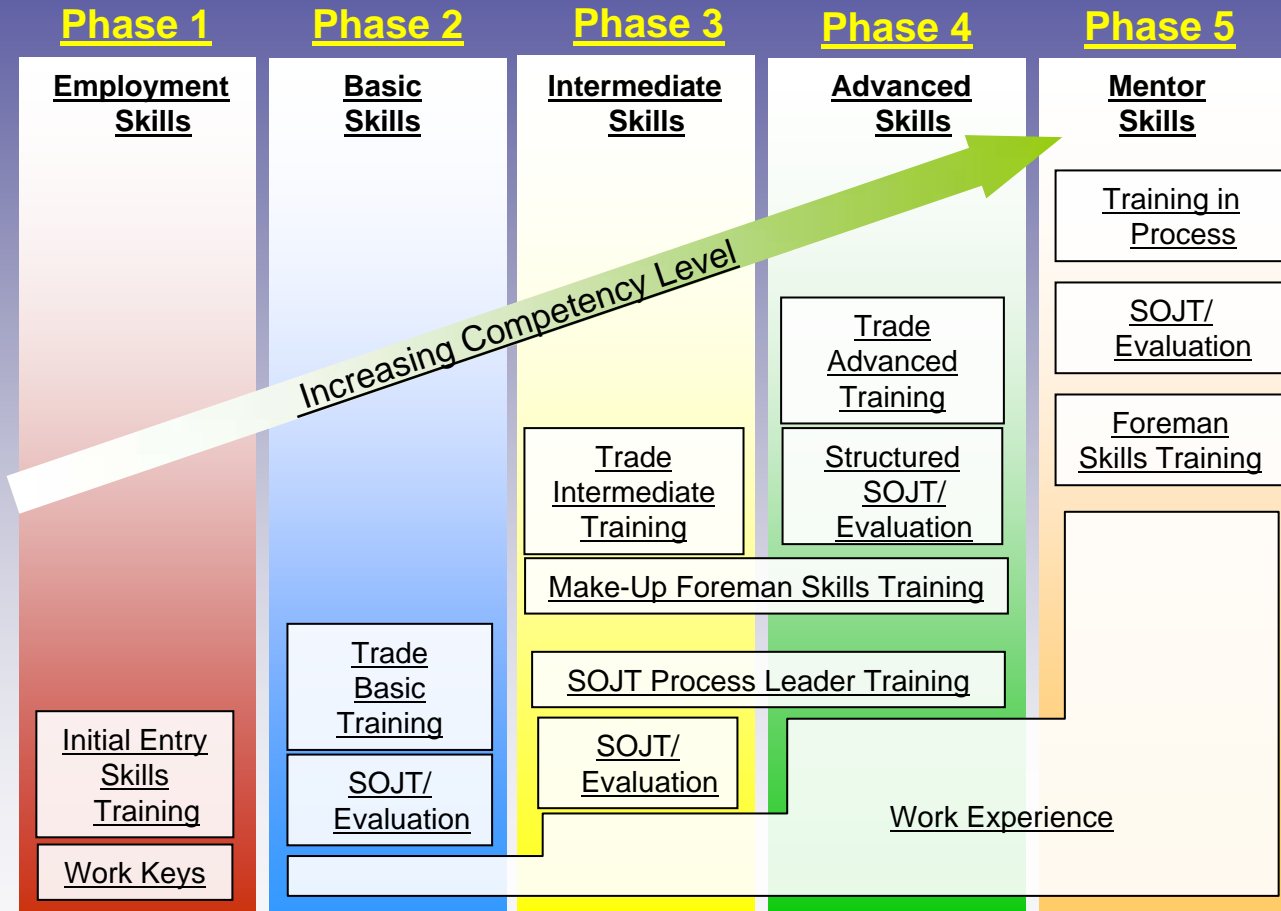 Phase 1
Phase 2
Phase 3
Phase 4
Phase 5
Employment
Skills
Basic
Skills
Intermediate
Skills
Advanced
Skills
Mentor
Skills
Increasing Competency Level
Initial Entry
Skills
Training
Work Keys
Trade
Basic
Training
SOJT/
Evaluation
Trade
Intermediate
Training
Make-Up Foreman Skills Training
SOJT Process Leader Training
SOJT/
Evaluation
Trade
Advanced
Training
Structured
SOJT/
Evaluation
Training in
Process
SOJT/
Evaluation
Foreman
Skills Training
Work Experience